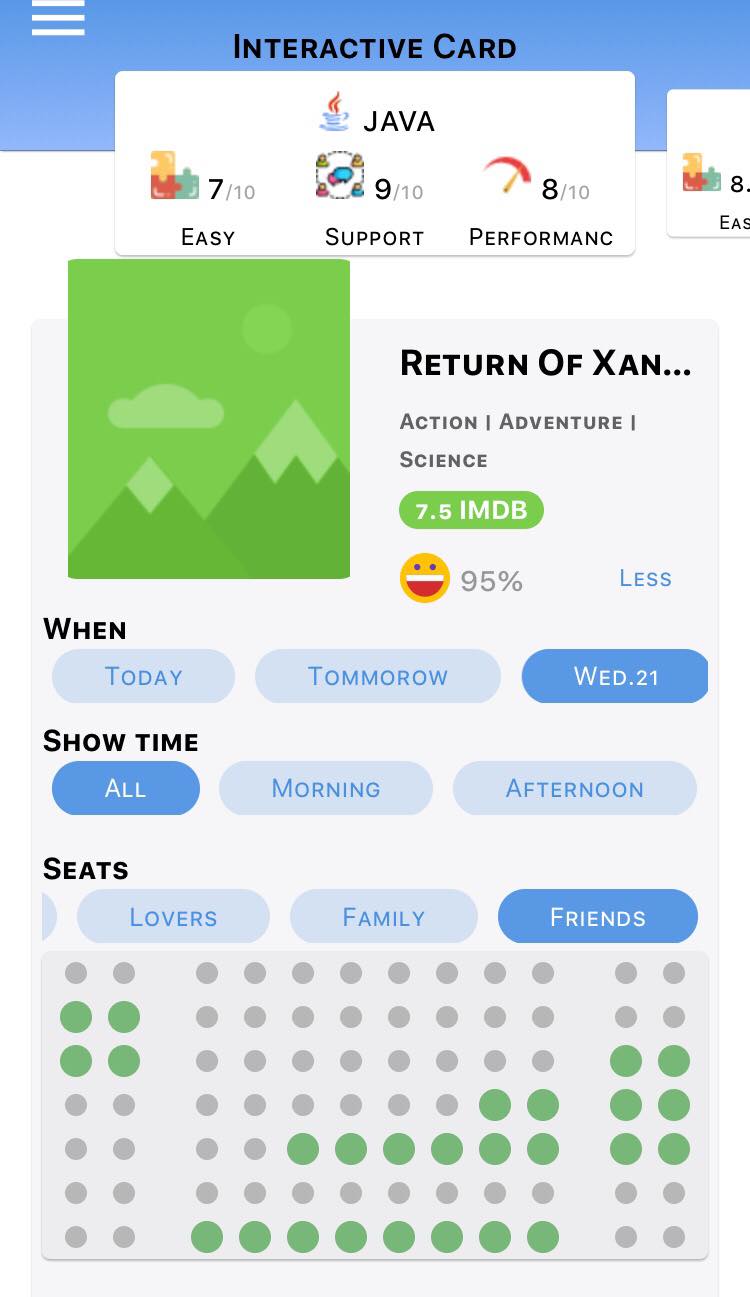 Interactive Card
JAVA
7/10 9/10 8/10 8.
Easy Support Performanc Eas
Return Of Xan...
Action | Adventure |
Science
7.5 IMDB
95% Less
When
Today Tommorow Wed.21
Show time
All Morning Afternoon
Seats
Lovers Family Friends